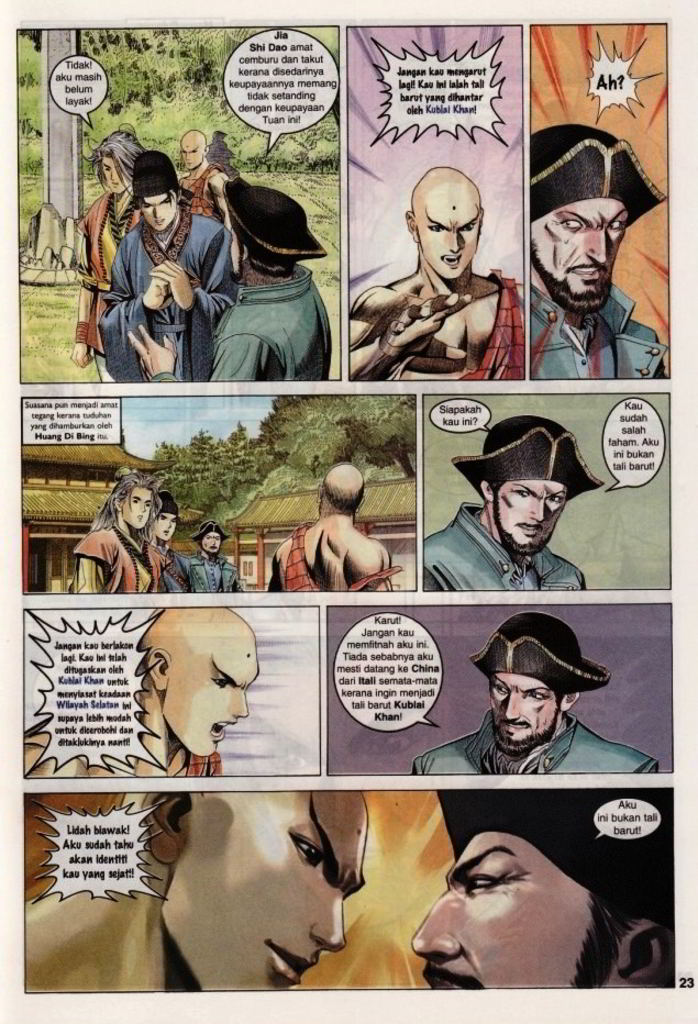 Tidak!
aku masih
belum
layak!
Jia
Shi Dao amat
cemburu dan takut
kerana disedarinya
keupayaannya memang
tidak setanding
dengan keupayaan
Tuan ini!
Jangan kau mengarut
lagi! Kau ini ialah tali
barut yang dihantar
oleh Kublai Khan!
Ah?
Suasana pun menjadi amat
tegang kerana tuduhan
yang dihamburkan oleh
Huang Di Bing itu.
Siapakah
kau ini?
Kau
sudah
salah
faham. Aku
ini bukan
tali barut!
Jangan kau berlakon
lagi. Kau ini telah
ditugaskan oleh
Kublai Khan untuk
menyiasat keadaan
Wilayah Selatan ini
supaya lebih mudah
untuk dicerobohi dan
ditakluknya nanti!
Karut!
Jangan kau
memfitnah aku ini.
Tiada sebabnya aku
mesti datang ke China
dari Itali semata-mata
kerana ingin menjadi
tali barut Kublai
Khan!
Lidah biawak!
Aku sudah tahu
akan identiti
kau yang sejati!
Aku
ini bukan tali
barut!
23